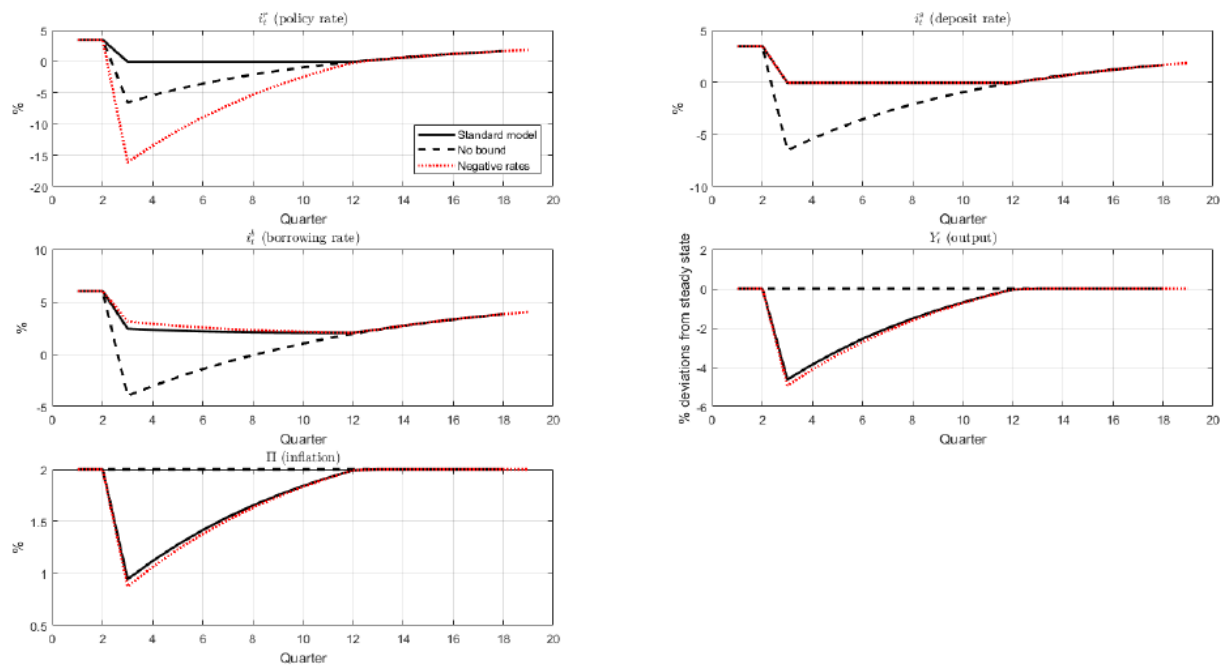 i_t^r (policy rate)
5
0
-5
-10
-15
-20
%
Standard model
No bound
Negative rates
0 2 4 6 8 10 12 14 16 18 20
Quarter
i_t^s (deposit rate)
5
0
-5
-10
%
0 2 4 6 8 10 12 14 16 18 20
Quarter
i_t^b (borrowing rate)
10
5
0
-5
%
0 2 4 6 8 10 12 14 16 18 20
Quarter
Y_t (output)
2
0
-2
-4
-6
% deviations from steady state
0 2 4 6 8 10 12 14 16 18 20
Quarter
Π (inflation)
2
1.5
1
0.5
%
0 2 4 6 8 10 12 14 16 18 20
Quarter